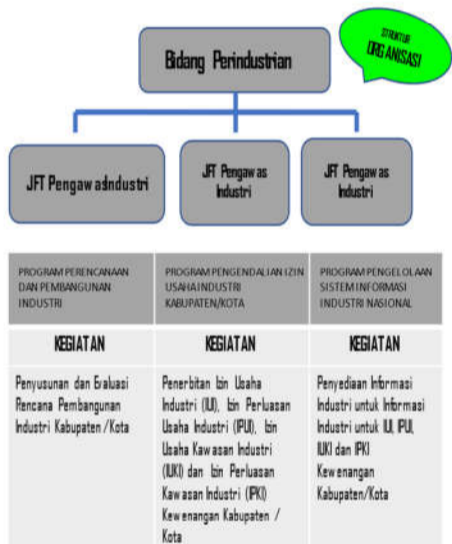 STRUKTUR
ORGANISASI
Bidang Perindustrian
JFT Pengawasindustri
JFT Pengawas
Industri
JFT Pengawas
Industri
PROGRAM PERENCANAAN
DAN PEMBANGUNAN
INDUSTRI
PROGRAM PENGENDALIAN IZIN
USAHA INDUSTRI
KABUPATEN/KOTA
PROGRAM PENGELOLAAN
SISTEM INFORMASI
INDUSTRI NASIONAL
KEGIATAN
KEGIATAN
KEGIATAN
Penyusunan dan Evaluasi
Rencana Pembangunan
Industri Kabupaten /Kota
Penerbitan Izin Usaha
Industri (IUI), Izin Perluasan
Usaha Industri (IPUI), Izin
Usaha Kawasan Industri
(IUKI) dan Izin Perluasan
Kawasan Industri (IPKI)
Kewenangan Kabupaten /
Kota
Penyediaan Informasi
Industri untuk Informasi
Industri untuk IUI, IPUI,
IUKI dan IPKI
Kewenangan
Kabupaten/Kota